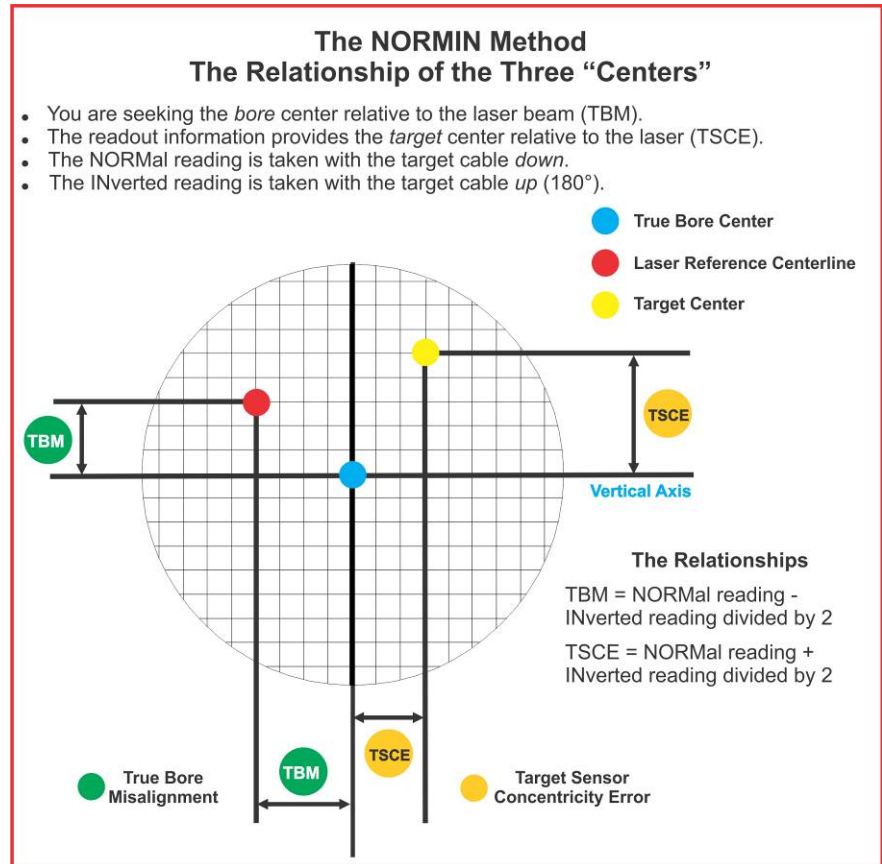 The NORMIN Method
The Relationship of the Three “Centers”
• You are seeking the bore center relative to the laser beam (TBM).
• The readout information provides the target center relative to the laser (TSCE).
• The NORMal reading is taken with the target cable down.
• The INverted reading is taken with the target cable up (180°).
True Bore Center
Laser Reference Centerline
Target Center
TBM
TSCE
Vertical Axis
The Relationships
TBM = NORMal reading -
INverted reading divided by 2
TSCE = NORMal reading +
INverted reading divided by 2
True Bore
Misalignment
TBM
TSCE
Target Sensor
Concentricity Error